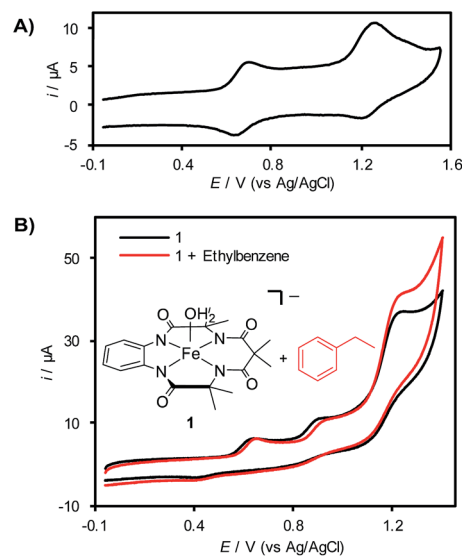 A)
10
5
0
-5
i / µA
-0.1 0.4 0.7 1.2 1.6
E / V (vs Ag/AgCl)
B)
1
1 + Ethylbenzene
50
30
10
-10
i / µA
OH2
O
N
N
Fe
N
N
O
O
O
–
+
1
-0.1 0.4 0.8 1.2
E / V (vs Ag/AgCl)